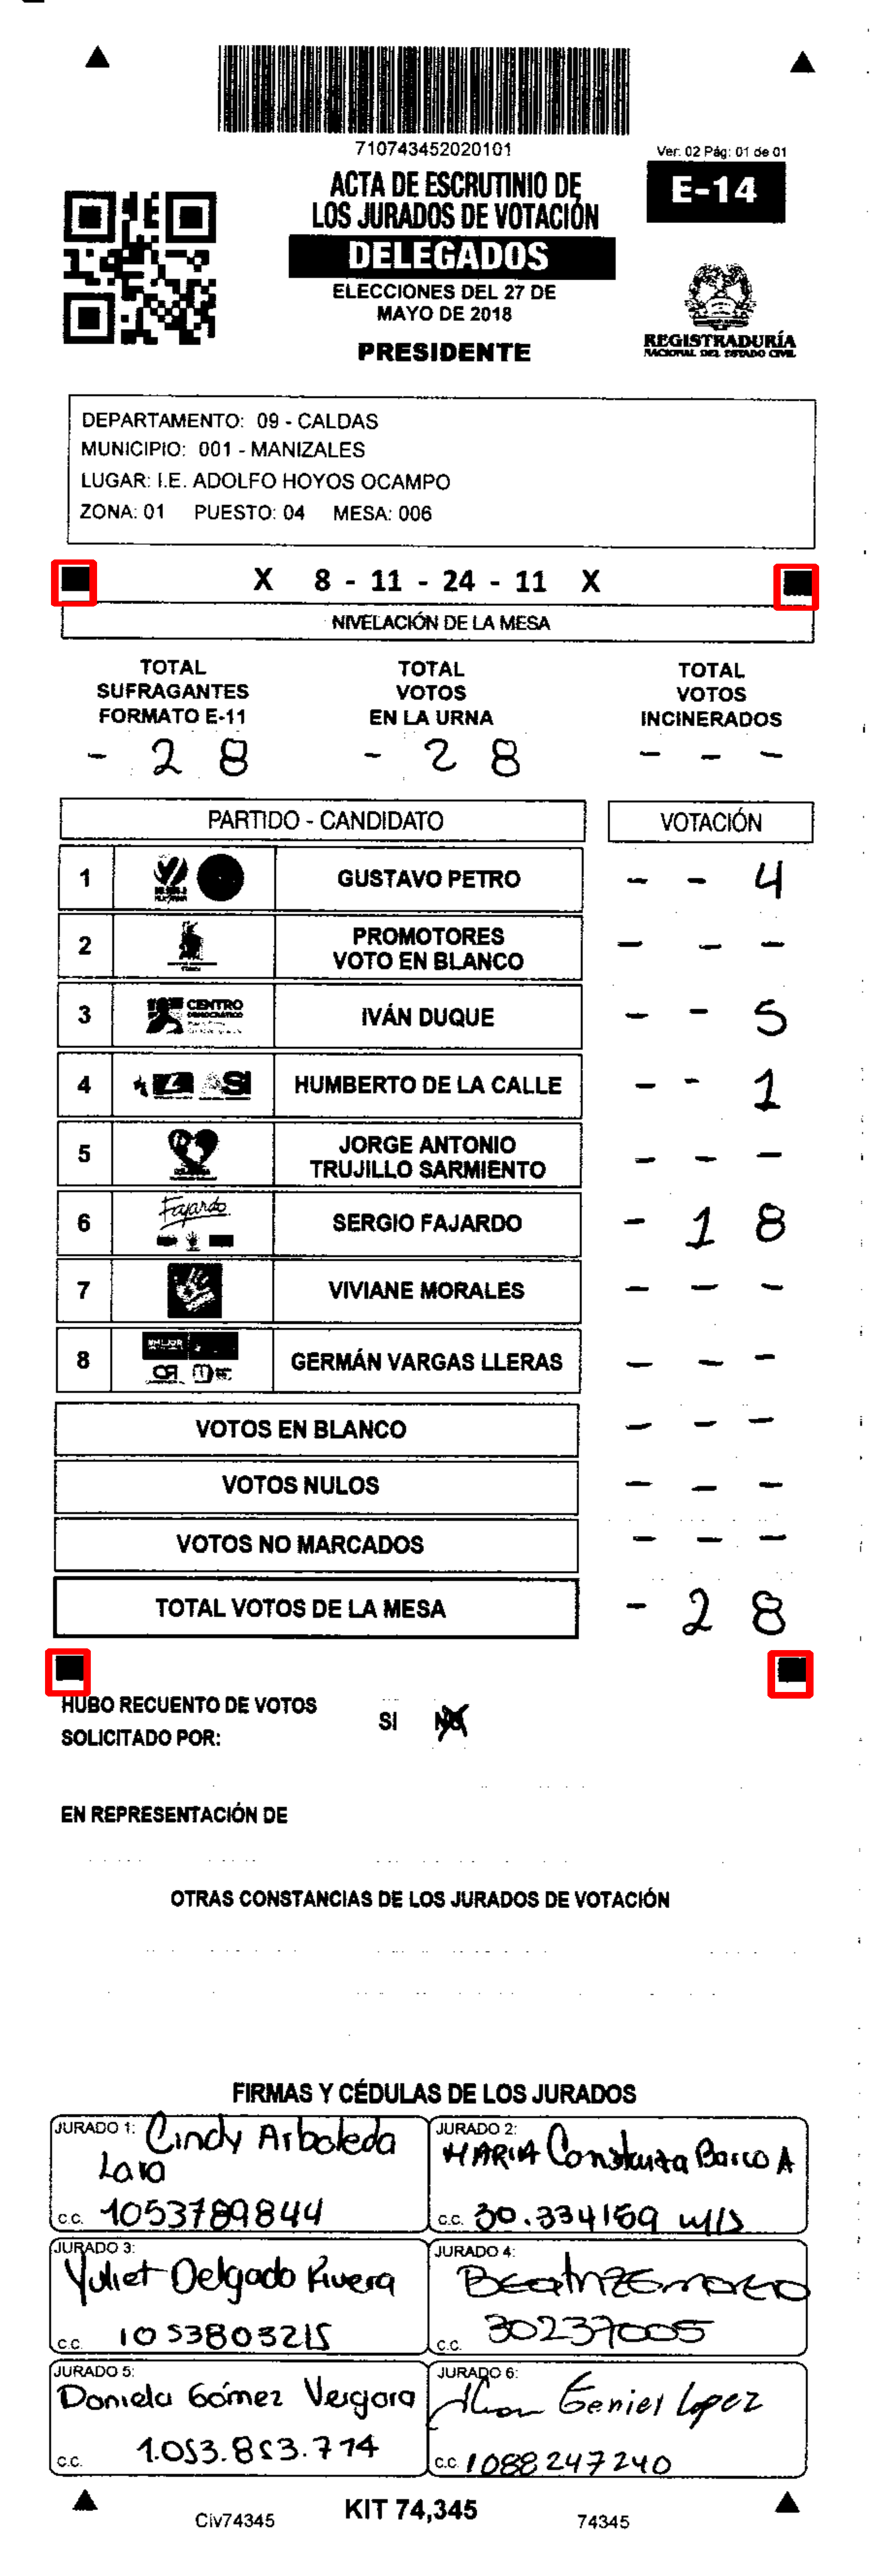 710743452020101
Ver: 02 Pág: 01 de 01
ACTA DE ESCRUTINIO DE
LOS JURADOS DE VOTACIÓN
E-14
DELEGADOS
ELECCIONES DEL 27 DE
MAYO DE 2018
PRESIDENTE
REGISTRADURÍA
NACIONAL DEL ESTADO CIVIL
DEPARTAMENTO: 09 - CALDAS
MUNICIPIO: 001 - MANIZALES
LUGAR: I.E. ADOLFO HOYOS OCAMPO
ZONA: 01 PUESTO: 04 MESA: 006
X 8 - 11 - 24 - 11 X
NIVELACIÓN DE LA MESA
TOTAL SUFRAGANTES FORMATO E-11
TOTAL VOTOS EN LA URNA
TOTAL VOTOS INCINERADOS
- 2 8 - 2 8 - - -
PARTIDO - CANDIDATO VOTACIÓN
1 GUSTAVO PETRO - - 4
2 PROMOTORES VOTO EN BLANCO - - -
3 CENTRO DEMOCRÁTICO IVÁN DUQUE - - 5
4 ASI HUMBERTO DE LA CALLE - - 1
5 JORGE ANTONIO TRUJILLO SARMIENTO - - -
6 Fajardo SERGIO FAJARDO - 1 8
7 VIVIANE MORALES - - -
8 GERMÁN VARGAS LLERAS - - -
VOTOS EN BLANCO - - -
VOTOS NULOS - - -
VOTOS NO MARCADOS - - -
TOTAL VOTOS DE LA MESA - 2 8
HUBO RECUENTO DE VOTOS SI NO
SOLICITADO POR:
EN REPRESENTACIÓN DE
OTRAS CONSTANCIAS DE LOS JURADOS DE VOTACIÓN
FIRMAS Y CÉDULAS DE LOS JURADOS
JURADO 1: Cindy Arboleda
Lara
c.c. 1053789844
JURADO 2:
MARIA Constanza Barco A
c.c. 30.334159 M/S
JURADO 3:
Yuliet Delgado Rivera
c.c. 1053803215
JURADO 4:
Beatriz
c.c. 30237005
JURADO 5:
Daniela Gómez Vergara
c.c. 1.053.853.774
JURADO 6:
Jhon Genier Lopez
c.c. 1088247240
Civ74345 KIT 74,345 74345